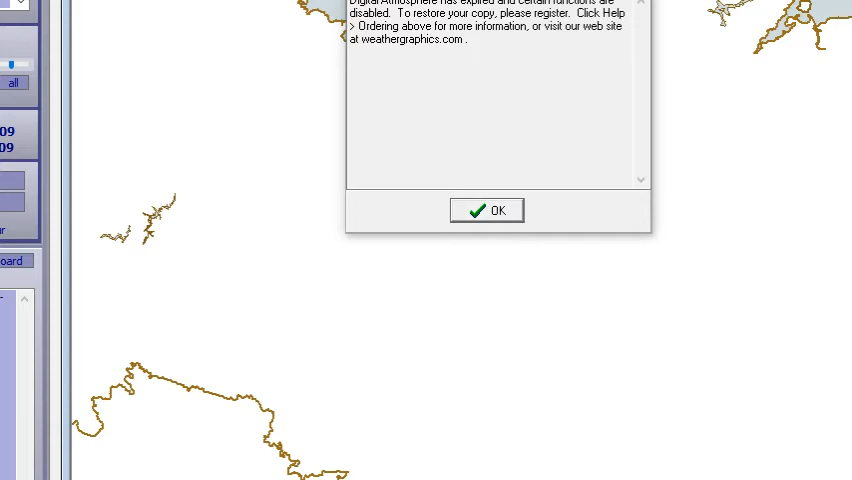 Digital Atmosphere has expired and certain functions are
disabled. To restore your copy, please register. Click Help
> Ordering above for more information, or visit our web site
at weathergraphics.com .
all
09
09
OK
ur
oard